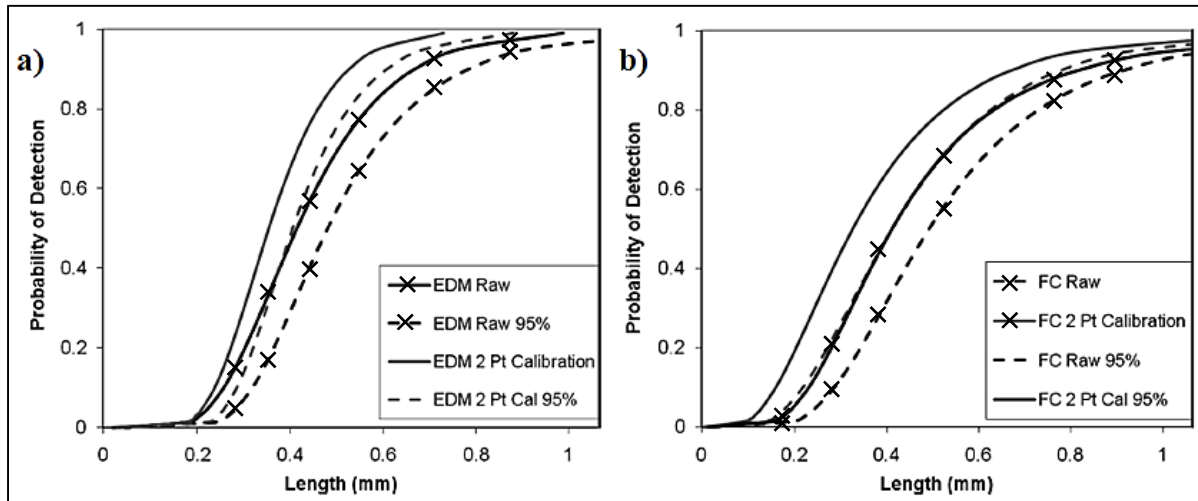 a)
Probability of Detection
1
0.8
0.6
0.4
0.2
0
0
0.2
0.4
0.6
0.8
1
Length (mm)
EDM Raw
EDM Raw 95%
EDM 2 Pt Calibration
EDM 2 Pt Cal 95%
b)
Probability of Detection
1
0.8
0.6
0.4
0.2
0
0
0.2
0.4
0.6
0.8
1
Length (mm)
FC Raw
FC 2 Pt Calibration
FC Raw 95%
FC 2 Pt Cal 95%